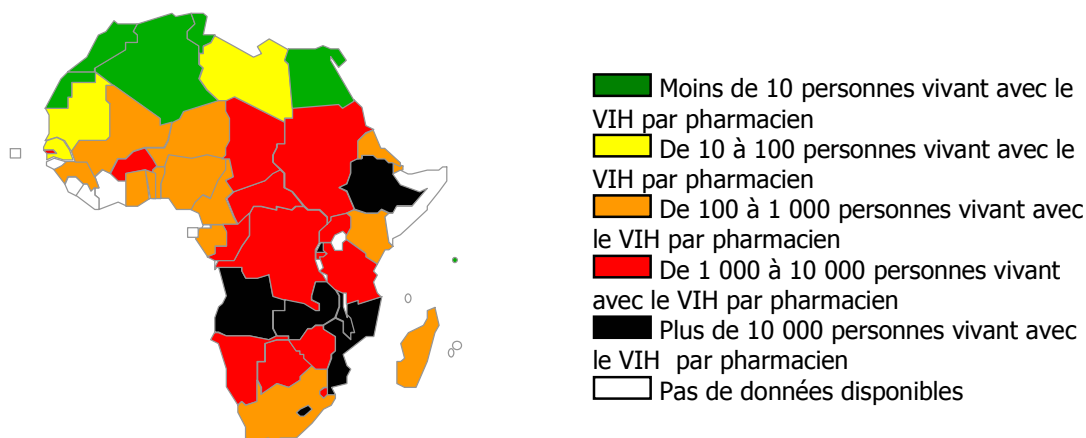 Moins de 10 personnes vivant avec le
VIH par pharmacien
De 10 à 100 personnes vivant avec le
VIH par pharmacien
De 100 à 1 000 personnes vivant avec
le VIH par pharmacien
De 1 000 à 10 000 personnes vivant
avec le VIH par pharmacien
Plus de 10 000 personnes vivant avec
le VIH  par pharmacien
Pas de données disponibles